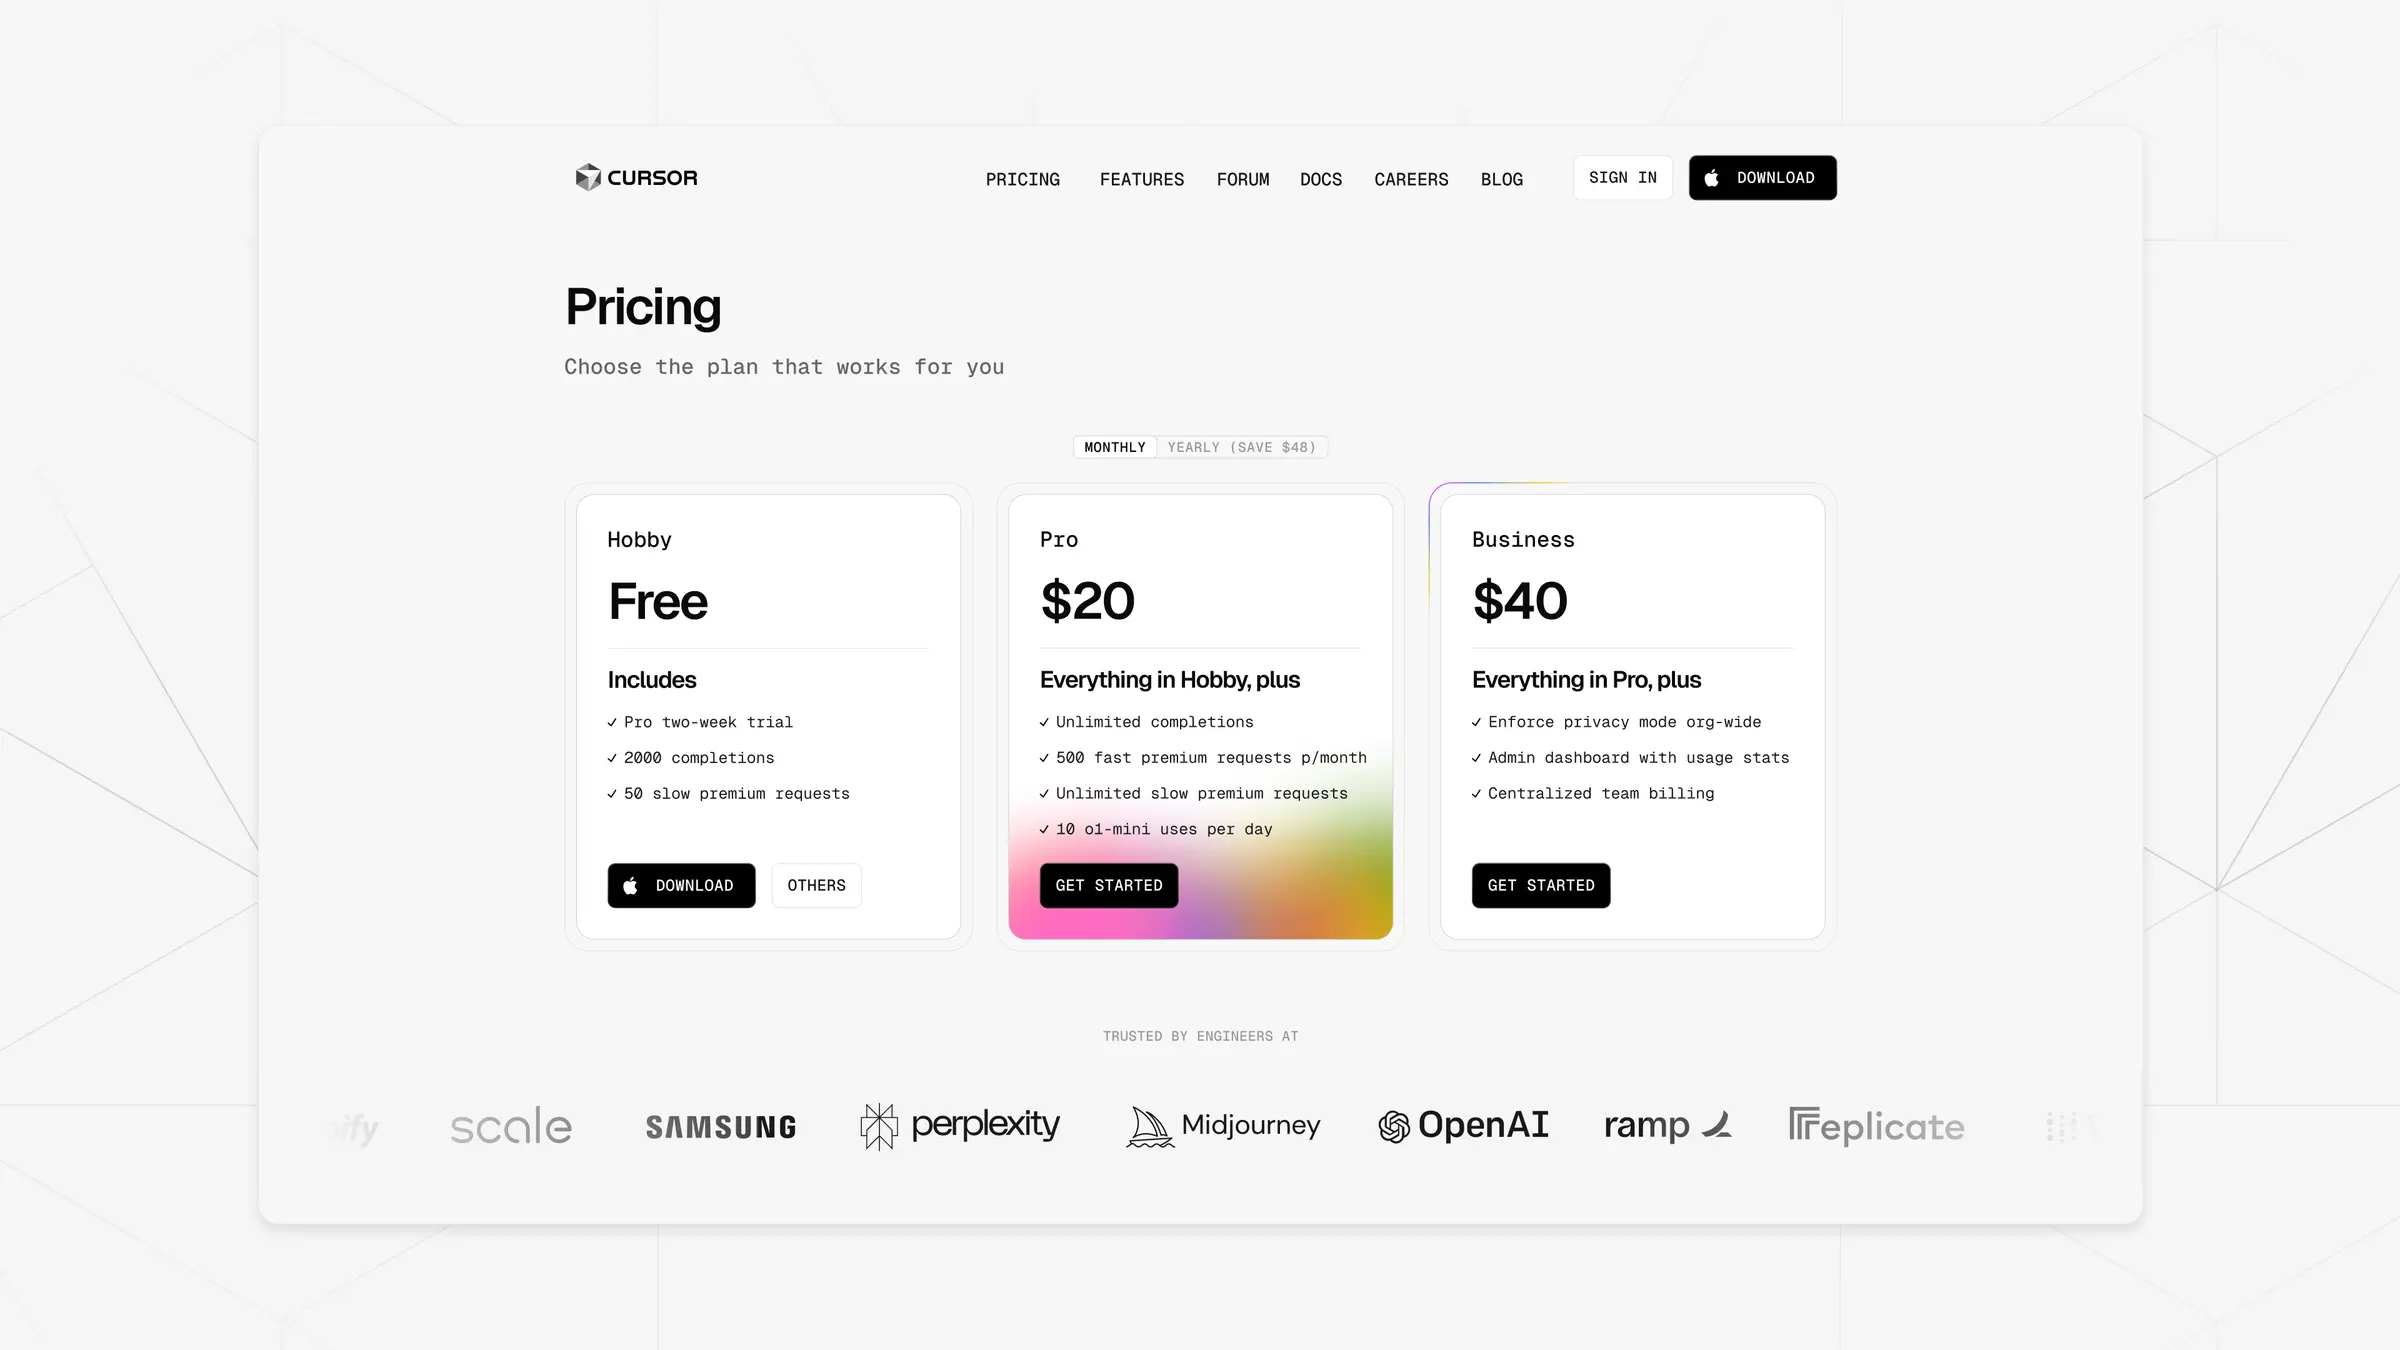 CURSOR
PRICING FEATURES FORUM DOCS CAREERS BLOG SIGN IN DOWNLOAD
Pricing
Choose the plan that works for you
MONTHLY YEARLY (SAVE $48)
Hobby
Free
Includes
✓ Pro two-week trial
✓ 2000 completions
✓ 50 slow premium requests
DOWNLOAD OTHERS
Pro
$20
Everything in Hobby, plus
✓ Unlimited completions
✓ 500 fast premium requests p/month
✓ Unlimited slow premium requests
✓ 10 o1-mini uses per day
GET STARTED
Business
$40
Everything in Pro, plus
✓ Enforce privacy mode org-wide
✓ Admin dashboard with usage stats
✓ Centralized team billing
GET STARTED
TRUSTED BY ENGINEERS AT
scale SAMSUNG perplexity Midjourney OpenAI ramp replicate